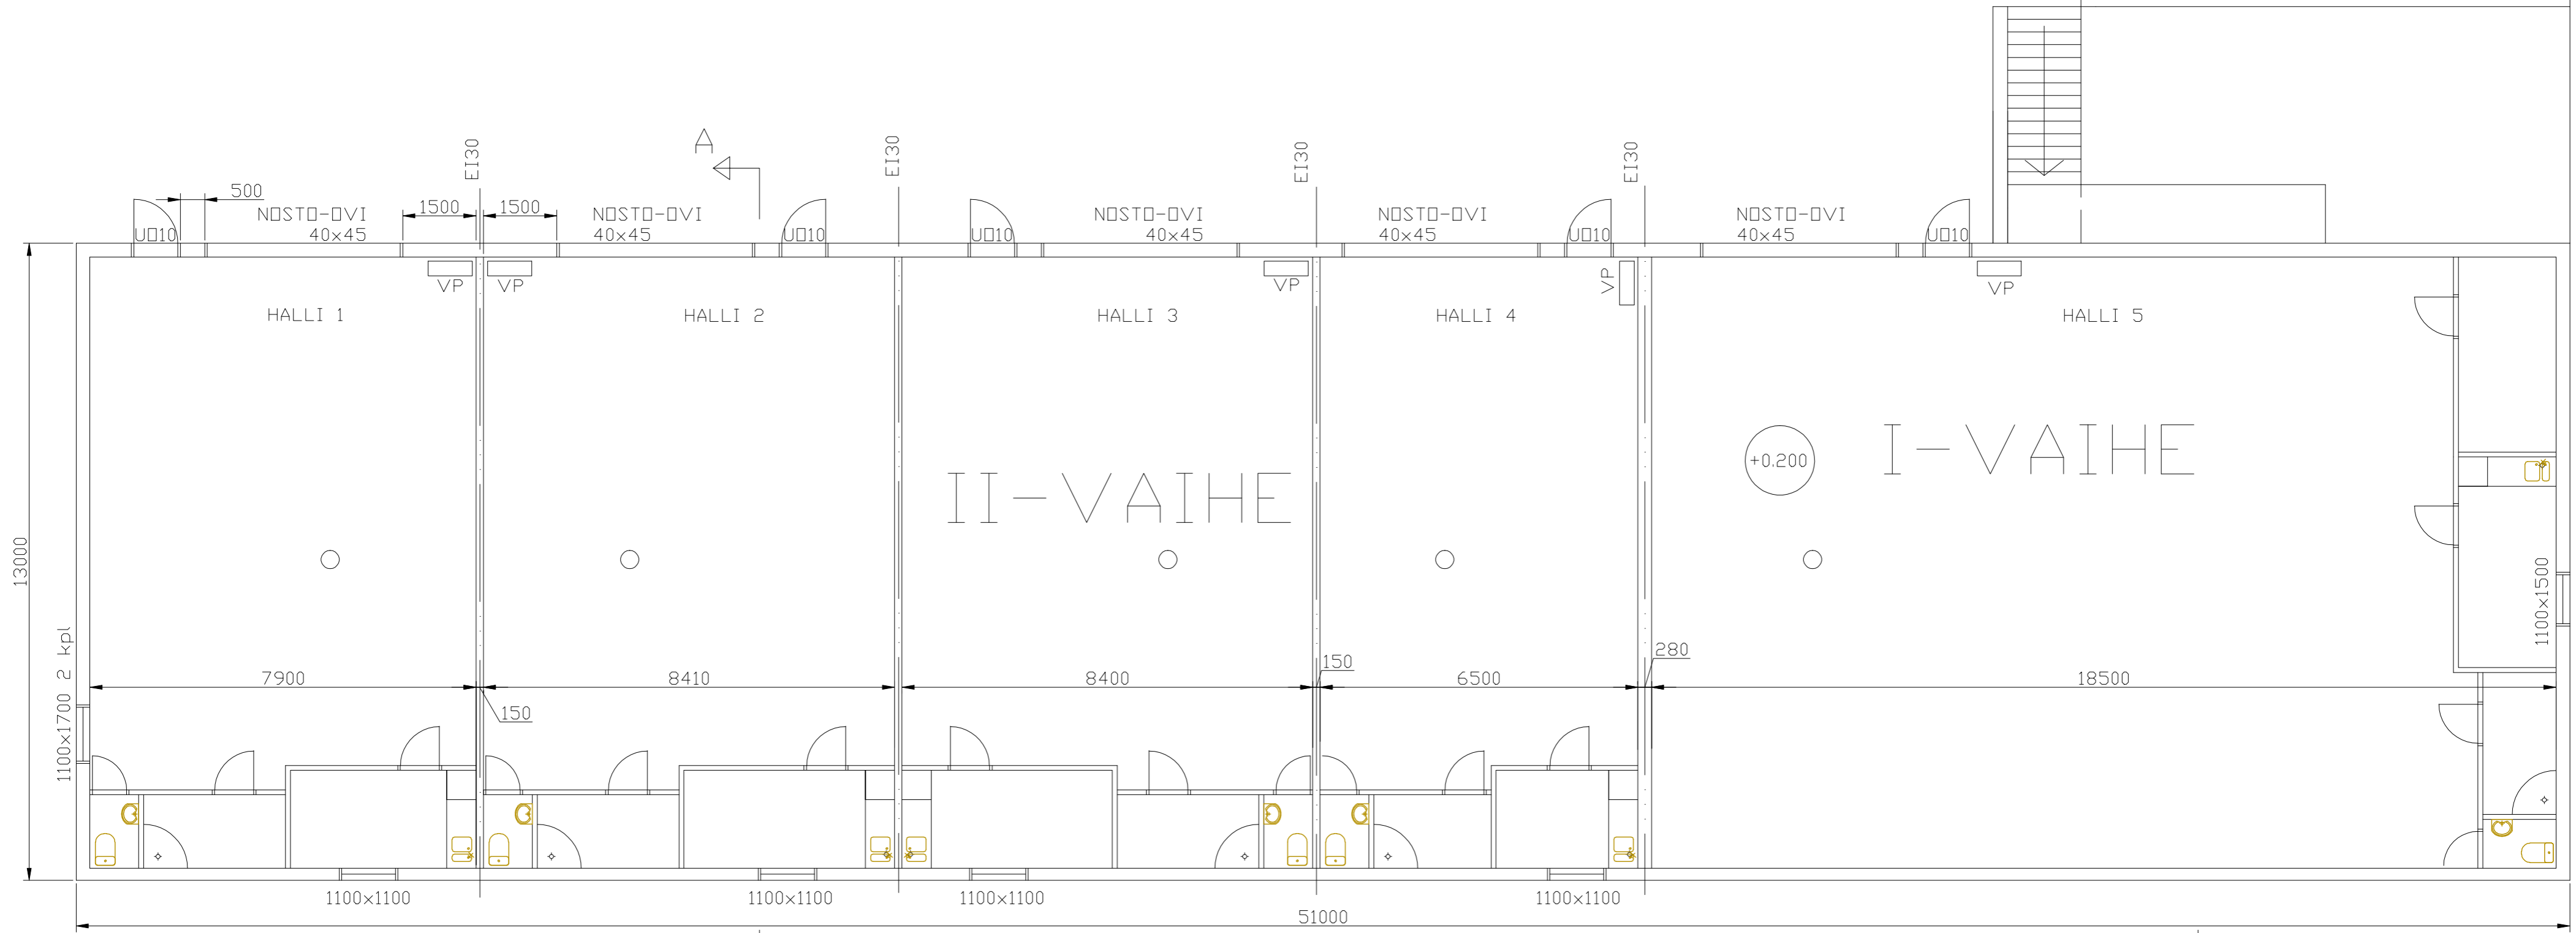 A
EI30
EI30
EI30
EI30
500
NOSTO-OVI
40x45
1500
1500
NOSTO-OVI
40x45
NOSTO-OVI
40x45
NOSTO-OVI
40x45
NOSTO-OVI
40x45
UO10
UO10
UO10
UO10
UO10
VP
VP
VP
VP
VP
HALLI 1
HALLI 2
HALLI 3
HALLI 4
HALLI 5
II-VAIHE
+0.200
I-VAIHE
13000
1100x1700 2 kpl
1100x1500
7900
150
8410
8400
150
6500
280
18500
1100x1100
1100x1100
1100x1100
1100x1100
51000